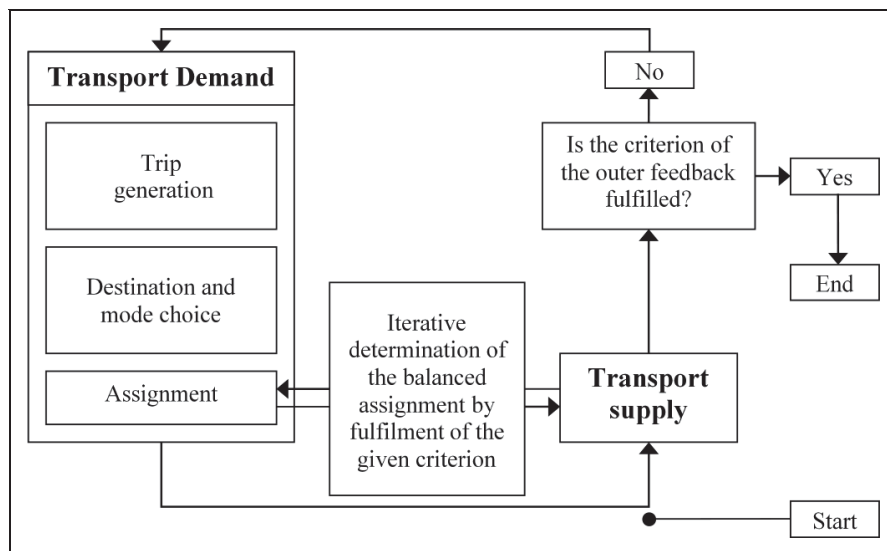 Transport Demand
Trip
generation
Destination and
mode choice
Assignment
Iterative
determination of
the balanced
assignment by
fulfilment of the
given criterion
No
Is the criterion of
the outer feedback
fulfilled?
Yes
End
Transport
supply
Start